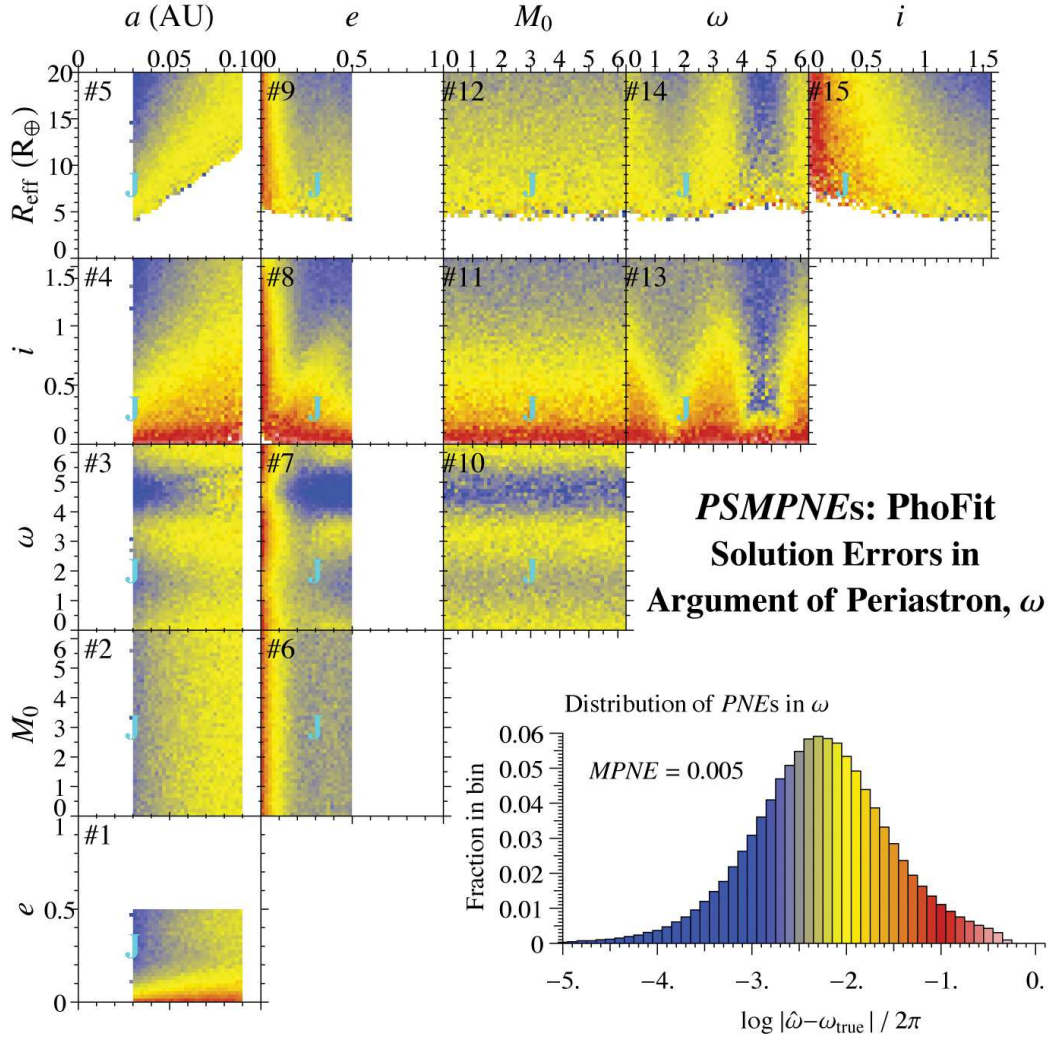 a (AU) e M₀ ω i
0 0.05 0.10 0.0 0.5 1 0 1 2 3 4 5 6 0 1 2 3 4 5 6 0.0 0.5 1 1.5
R_eff (R⊕)
20
15
10
5
0
#5 #9 #12 #14 #15
J J J J J
i
1.5
1
0.5
0
#4 #8 #11 #13
J J J J
ω
6
5
4
3
2
1
0
#3 #7 #10
J J J
M₀
6
5
4
3
2
1
0
#2 #6
J J
e
1
0.5
0
#1
J
PSMPNEs: PhoFit
Solution Errors in
Argument of Periastron, ω
Distribution of PNEs in ω
MPNE = 0.005
Fraction in bin
0.06
0.05
0.04
0.03
0.02
0.01
0
−5. −4. −3. −2. −1. 0.
log |ω̂−ω_true| / 2π